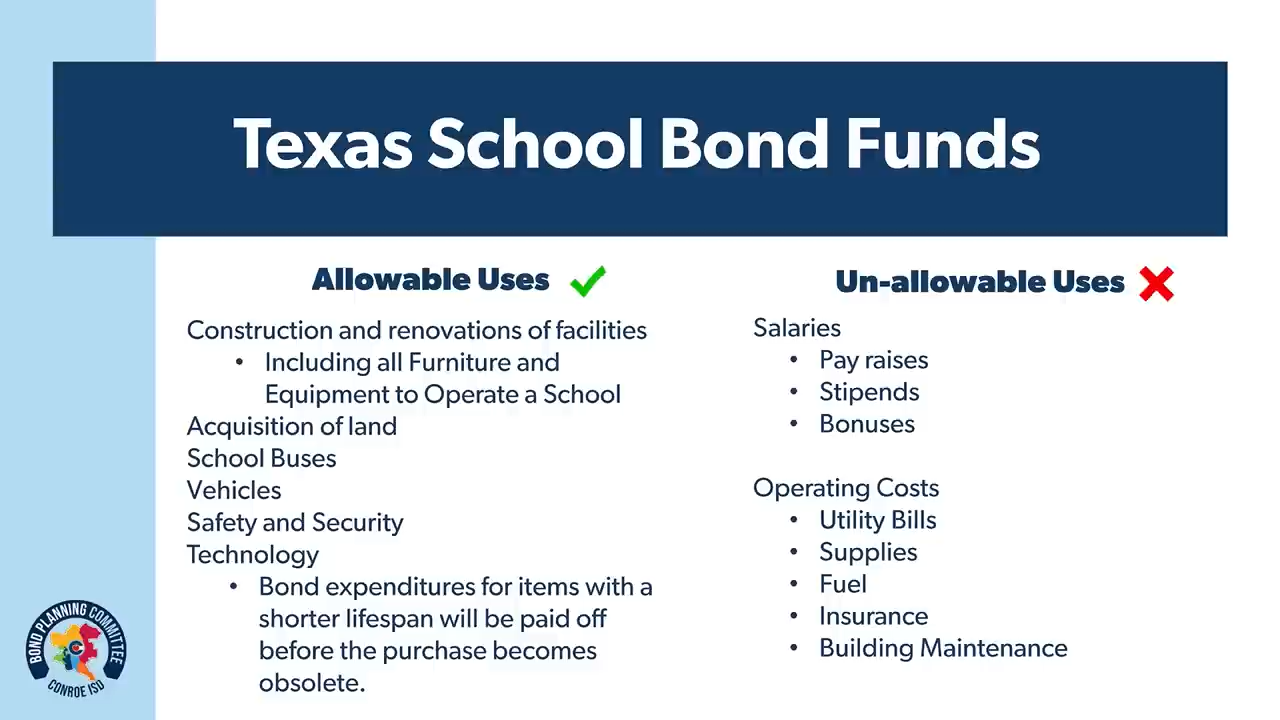 Texas School Bond Funds
Allowable Uses
Construction and renovations of facilities
• Including all Furniture and
Equipment to Operate a School
Acquisition of land
School Buses
Vehicles
Safety and Security
Technology
• Bond expenditures for items with a
shorter lifespan will be paid off
before the purchase becomes
obsolete.
Un-allowable Uses
Salaries
• Pay raises
• Stipends
• Bonuses
Operating Costs
• Utility Bills
• Supplies
• Fuel
• Insurance
• Building Maintenance
BOND PLANNING COMMITTEE
CONROE ISD